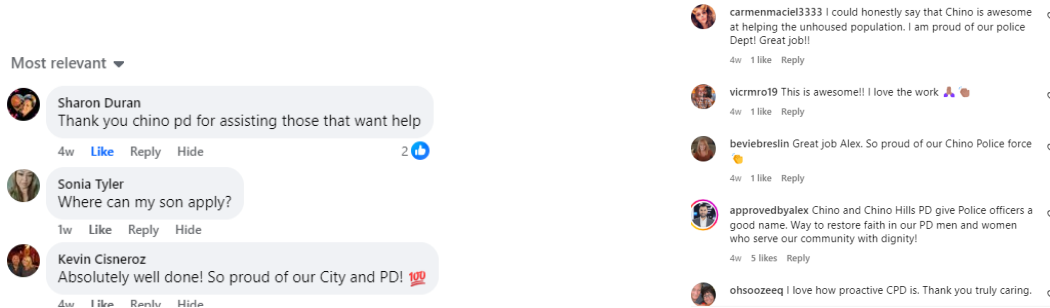 Most relevant
Sharon Duran
Thank you chino pd for assisting those that want help
4w Like Reply Hide 2
Sonia Tyler
Where can my son apply?
1w Like Reply Hide
Kevin Cisneroz
Absolutely well done! So proud of our City and PD! 💯
4w Like Reply Hide
carmenmaciel3333 I could honestly say that Chino is awesome
at helping the unhoused population. I am proud of our police
Dept! Great job!!
4w 1 like Reply
vicrmro19 This is awesome!! I love the work 🙏🏽 👏🏽
4w 1 like Reply
beviebreslin Great job Alex. So proud of our Chino Police force
👏
4w 1 like Reply
approvedbyalex Chino and Chino Hills PD give Police officers a
good name. Way to restore faith in our PD men and women
who serve our community with dignity!
4w 5 likes Reply
ohsoozeeq I love how proactive CPD is. Thank you truly caring.